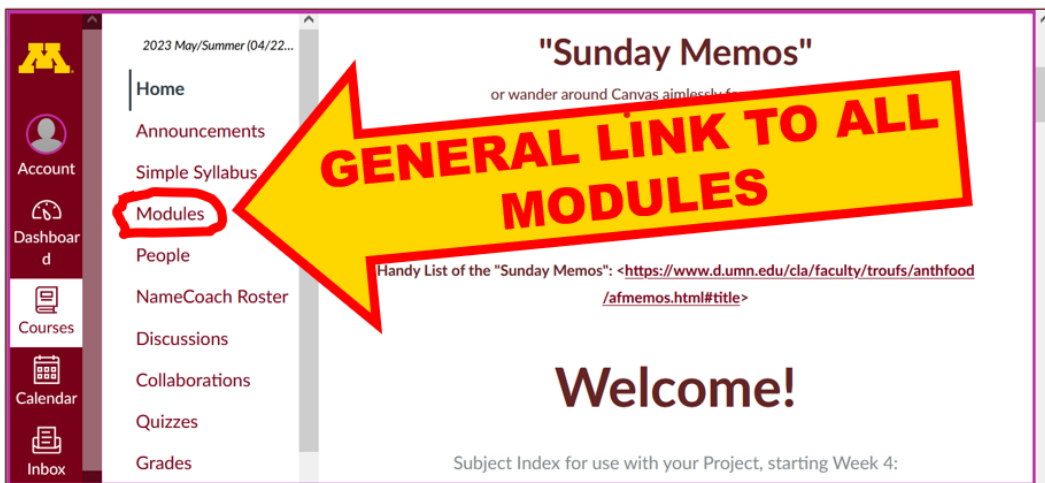 M
Account
Dashboar
d
Courses
Calendar
Inbox
2023 May/Summer (04/22...
Home
Announcements
Simple Syllabus
Modules
People
NameCoach Roster
Discussions
Collaborations
Quizzes
Grades
"Sunday Memos"
or wander around Canvas aimlessly
GENERAL LINK TO ALL
MODULES
Handy List of the "Sunday Memos": <https://www.d.umn.edu/cla/faculty/troufs/anthfood
/afmemos.html#title>
Welcome!
Subject Index for use with your Project, starting Week 4: